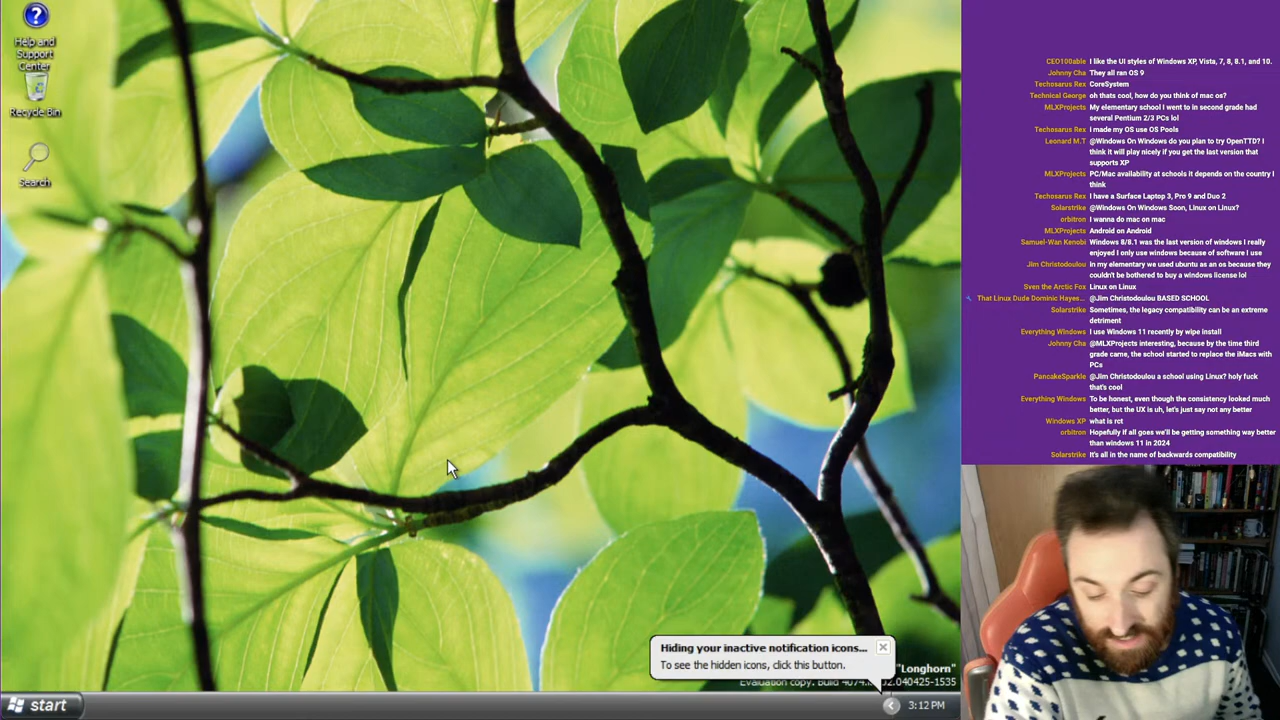 Help and
Support
Center
Recycle Bin
Search
Hiding your inactive notification icons...
To see the hidden icons, click this button.
"Longhorn"
Evaluation copy. Build 4074.
02.040425-1535
start
3:12 PM
CEO100able I like the UI styles of Windows XP, Vista, 7, 8, 8.1, and 10.
Johnny Cha They all ran OS 9
Techosarus Rex CoreSystem
Technical George oh thats cool, how do you think of mac os?
MLXProjects My elementary school I went to in second grade had
several Pentium 2/3 PCs lol
Techosarus Rex I made my OS use OS Pools
Leonard M.T @Windows On Windows do you plan to try OpenTTD? I
think it will play nicely if you get the last version that
supports XP
MLXProjects PC/Mac availability at schools it depends on the country I
think
Techosarus Rex I have a Surface Laptop 3, Pro 9 and Duo 2
Solarstrike @Windows On Windows Soon, Linux on Linux?
orbitron I wanna do mac on mac
MLXProjects Android on Android
Samuel-Wan Kenobi Windows 8/8.1 was the last version of windows I really
enjoyed I only use windows because of software I use
Jim Christodoulou in my elementary we used ubuntu as an os because they
couldn't be bothered to buy a windows license lol
Sven the Arctic Fox Linux on Linux
That Linux Dude Dominic Hayes... @Jim Christodoulou BASED SCHOOL
Solarstrike Sometimes, the legacy compatibility can be an extreme
detriment
Everything Windows I use Windows 11 recently by wipe install
Johnny Cha @MLXProjects interesting, because by the time third
grade came, the school started to replace the iMacs with
PCs
PancakeSparkle @Jim Christodoulou a school using Linux? holy fuck
that's cool
Everything Windows To be honest, even though the consistency looked much
better, but the UX is uh, let's just say not any better
Windows XP what is rct
orbitron Hopefully if all goes we'll be getting something way better
than windows 11 in 2024
Solarstrike It's all in the name of backwards compatibility